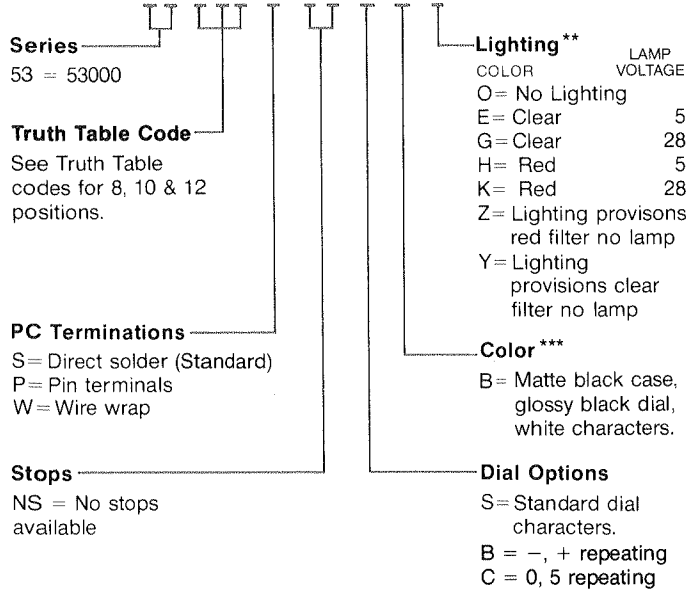 Series
53 = 53000
Truth Table Code
See Truth Table
codes for 8, 10 & 12
positions.
PC Terminations
S= Direct solder (Standard)
P= Pin terminals
W= Wire wrap
Stops
NS = No stops
available
Lighting**
LAMP
COLOR VOLTAGE
O= No Lighting
E= Clear 5
G= Clear 28
H= Red 5
K= Red 28
Z= Lighting provisons
red filter no lamp
Y= Lighting
provisions clear
filter no lamp
Color***
B= Matte black case,
glossy black dial,
white characters.
Dial Options
S= Standard dial
characters.
B = −, + repeating
C = 0, 5 repeating